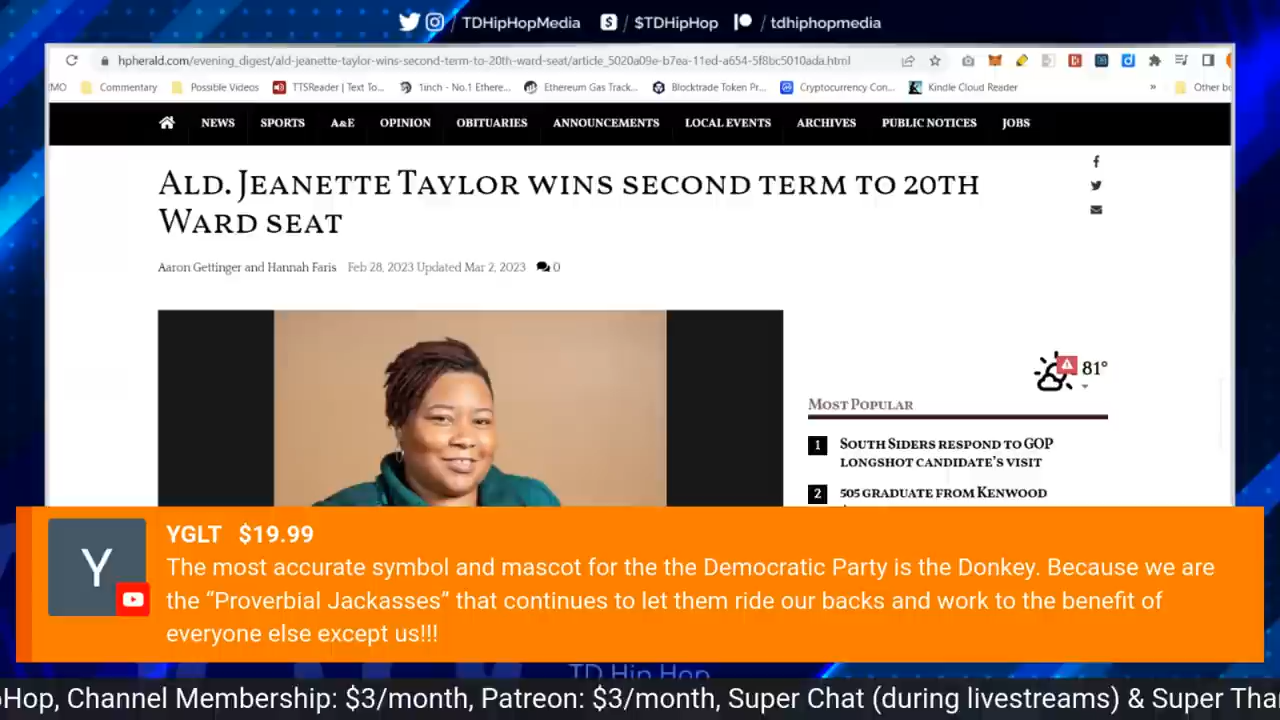 / TDHipHopMedia / $TDHipHop / tdhiphopmedia
hpherald.com/evening_digest/ald-jeanette-taylor-wins-second-term-to-20th-ward-seat/article_5020a09e-b7ea-11ed-a654-5f8bc5010ada.html
MO Commentary Possible Videos TTSReader | Text To... 1inch - No.1 Ethere... Ethereum Gas Track... Blocktrade Token Pr... Cryptocurrency Con... Kindle Cloud Reader » Other bo
NEWS SPORTS A&E OPINION OBITUARIES ANNOUNCEMENTS LOCAL EVENTS ARCHIVES PUBLIC NOTICES JOBS
Ald. Jeanette Taylor wins second term to 20th
Ward seat
Aaron Gettinger and Hannah Faris Feb 28, 2023 Updated Mar 2, 2023 0
81°
Most Popular
1 South Siders respond to GOP
longshot candidate's visit
2 505 graduate from Kenwood
YGLT $19.99
Y
The most accurate symbol and mascot for the the Democratic Party is the Donkey. Because we are
the “Proverbial Jackasses” that continues to let them ride our backs and work to the benefit of
everyone else except us!!!
TD Hip Hop
pHop, Channel Membership: $3/month, Patreon: $3/month, Super Chat (during livestreams) & Super Tha